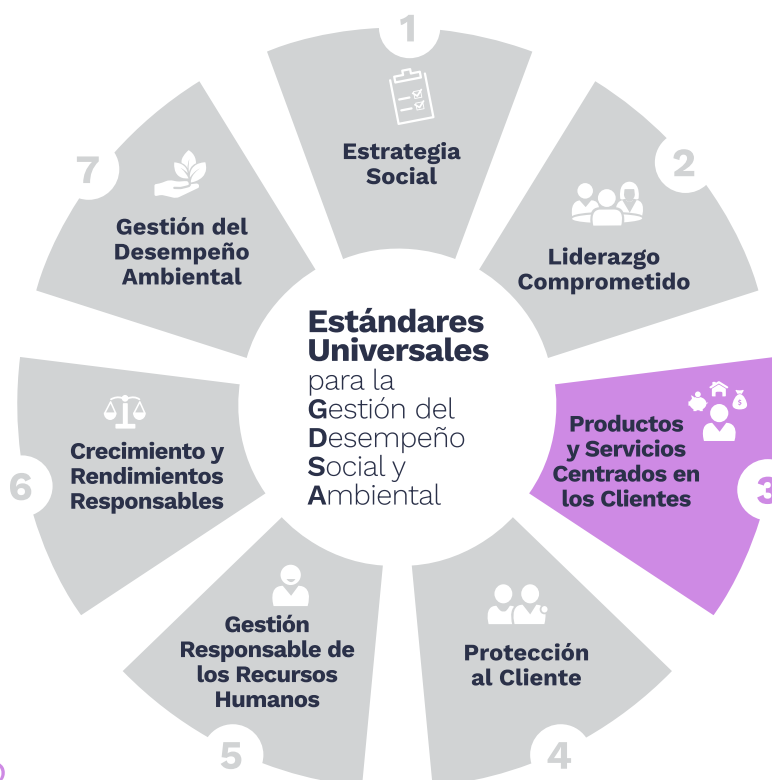 1
Estrategia
Social
2
Liderazgo
Comprometido
3
Productos
y Servicios
Centrados en
los Clientes
4
Protección
al Cliente
5
Gestión
Responsable de
los Recursos
Humanos
6
Crecimiento y
Rendimientos
Responsables
7
Gestión del
Desempeño
Ambiental
Estándares
Universales
para la
Gestión del
Desempeño
Social y
Ambiental